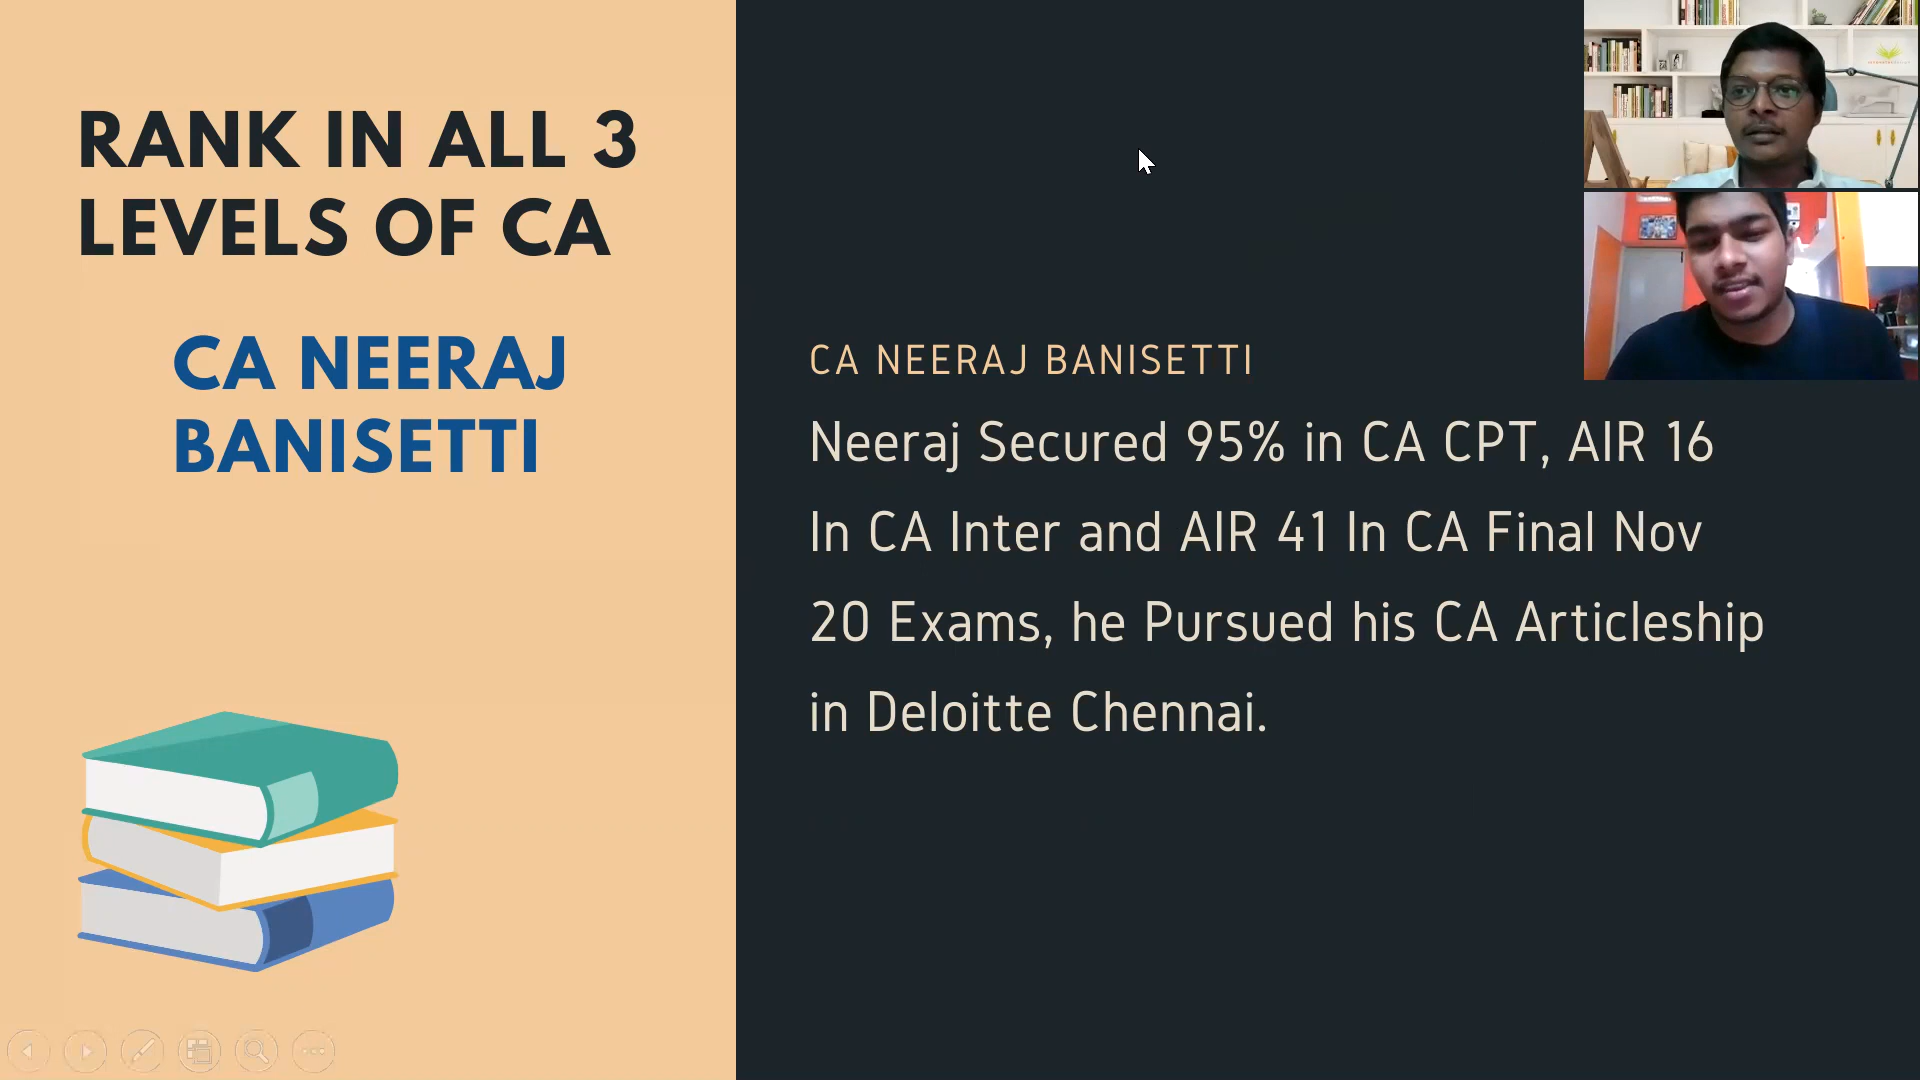 RANK IN ALL 3
LEVELS OF CA
CA NEERAJ
BANISETTI
CA NEERAJ BANISETTI
Neeraj Secured 95% in CA CPT, AIR 16
In CA Inter and AIR 41 In CA Final Nov
20 Exams, he Pursued his CA Articleship
in Deloitte Chennai.